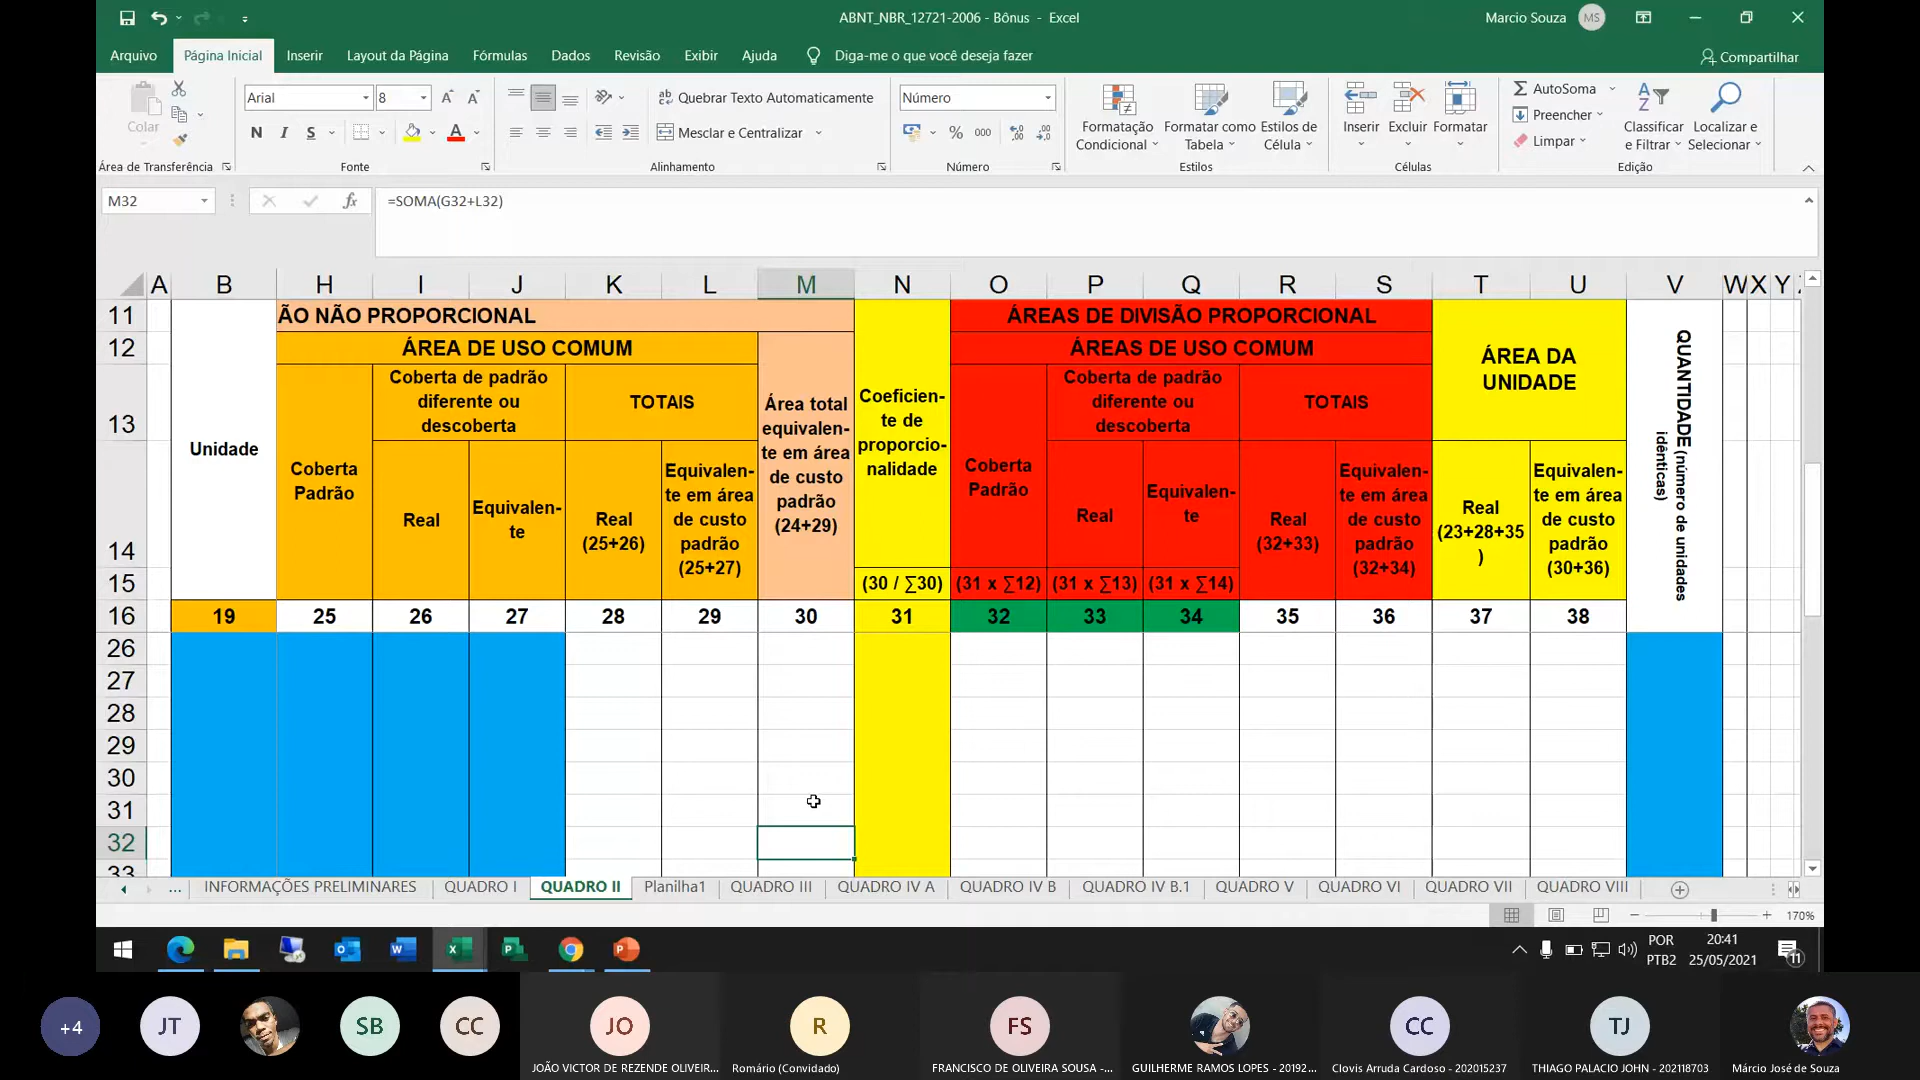 ABNT_NBR_12721-2006 - Bônus - Excel
Marcio Souza
MS
Arquivo
Página Inicial
Inserir
Layout da Página
Fórmulas
Dados
Revisão
Exibir
Ajuda
Diga-me o que você deseja fazer
Compartilhar
Colar
Área de Transferência
Arial
8
N I S
Fonte
Quebrar Texto Automaticamente
Mesclar e Centralizar
Alinhamento
Número
% 000
Número
Formatação
Condicional
Formatar como
Tabela
Estilos de
Célula
Estilos
Inserir
Excluir
Formatar
Células
AutoSoma
Preencher
Limpar
Classificar
e Filtrar
Localizar e
Selecionar
Edição
M32
fx
=SOMA(G32+L32)
A B H I J K L M N O P Q R S T U V W X Y
11
12
13
14
15
16
26
27
28
29
30
31
32
33
Unidade
ÃO NÃO PROPORCIONAL
ÁREA DE USO COMUM
Coberta
Padrão
Coberta de padrão
diferente ou
descoberta
Real
Equivalen-
te
TOTAIS
Real
(25+26)
Equivalen-
te em área
de custo
padrão
(25+27)
Área total
equivalen-
te em área
de custo
padrão
(24+29)
Coeficien-
te de
proporcio-
nalidade
(30 / ∑30)
ÁREAS DE DIVISÃO PROPORCIONAL
ÁREAS DE USO COMUM
Coberta
Padrão
(31 x ∑12)
Coberta de padrão
diferente ou
descoberta
Real
(31 x ∑13)
Equivalen-
te
(31 x ∑14)
TOTAIS
Real
(32+33)
Equivalen-
te em área
de custo
padrão
(32+34)
ÁREA DA
UNIDADE
Real
(23+28+35
)
Equivalen-
te em área
de custo
padrão
(30+36)
QUANTIDADE (número de unidades
idênticas)
19 25 26 27 28 29 30 31 32 33 34 35 36 37 38
...
INFORMAÇÕES PRELIMINARES
QUADRO I
QUADRO II
Planilha1
QUADRO III
QUADRO IV A
QUADRO IV B
QUADRO IV B.1
QUADRO V
QUADRO VI
QUADRO VII
QUADRO VIII
170%
POR
PTB2
20:41
25/05/2021
11
+4
JT
SB
CC
JO
R
FS
CC
TJ
JOÃO VICTOR DE REZENDE OLIVEIR...
Romário (Convidado)
FRANCISCO DE OLIVEIRA SOUSA -...
GUILHERME RAMOS LOPES - 20192...
Clovis Arruda Cardoso - 202015237
THIAGO PALACIO JOHN - 202118703
Márcio José de Souza